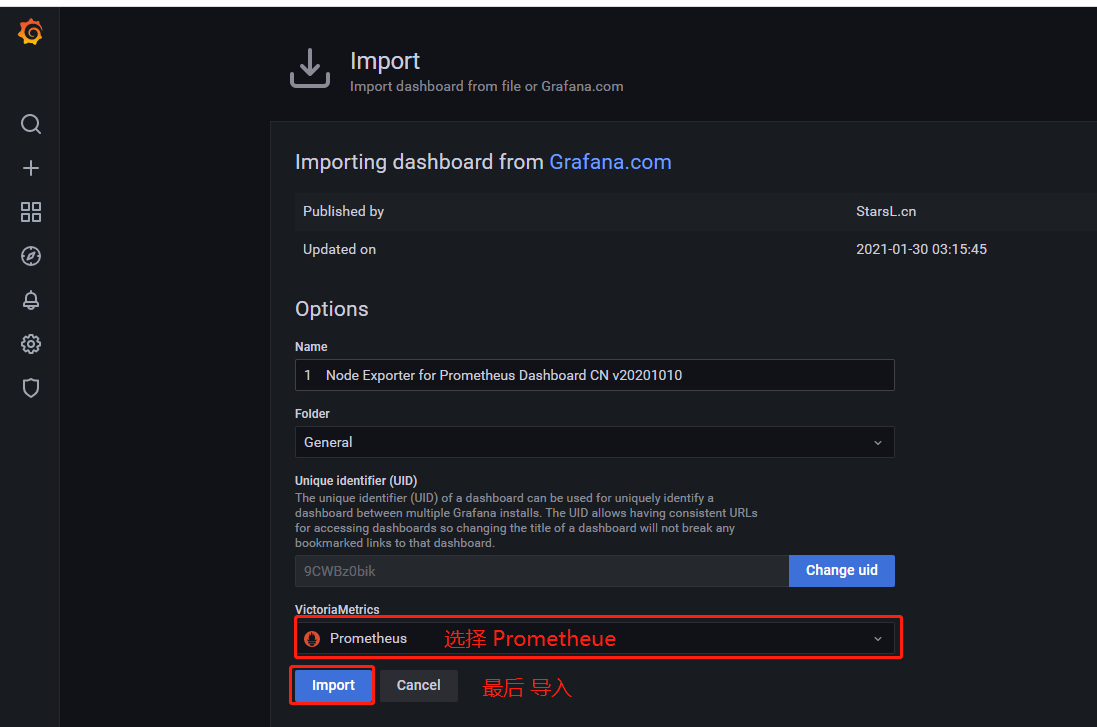 Import
Import dashboard from file or Grafana.com
Importing dashboard from Grafana.com
Published by StarsL.cn
Updated on 2021-01-30 03:15:45
Options
Name
1 Node Exporter for Prometheus Dashboard CN v20201010
Folder
General
Unique identifier (UID)
The unique identifier (UID) of a dashboard can be used for uniquely identify a
dashboard between multiple Grafana installs. The UID allows having consistent URLs
for accessing dashboards so changing the title of a dashboard will not break any
bookmarked links to that dashboard.
9CWBz0bik Change uid
VictoriaMetrics
Prometheus 选择 Prometheue
Import Cancel 最后 导入